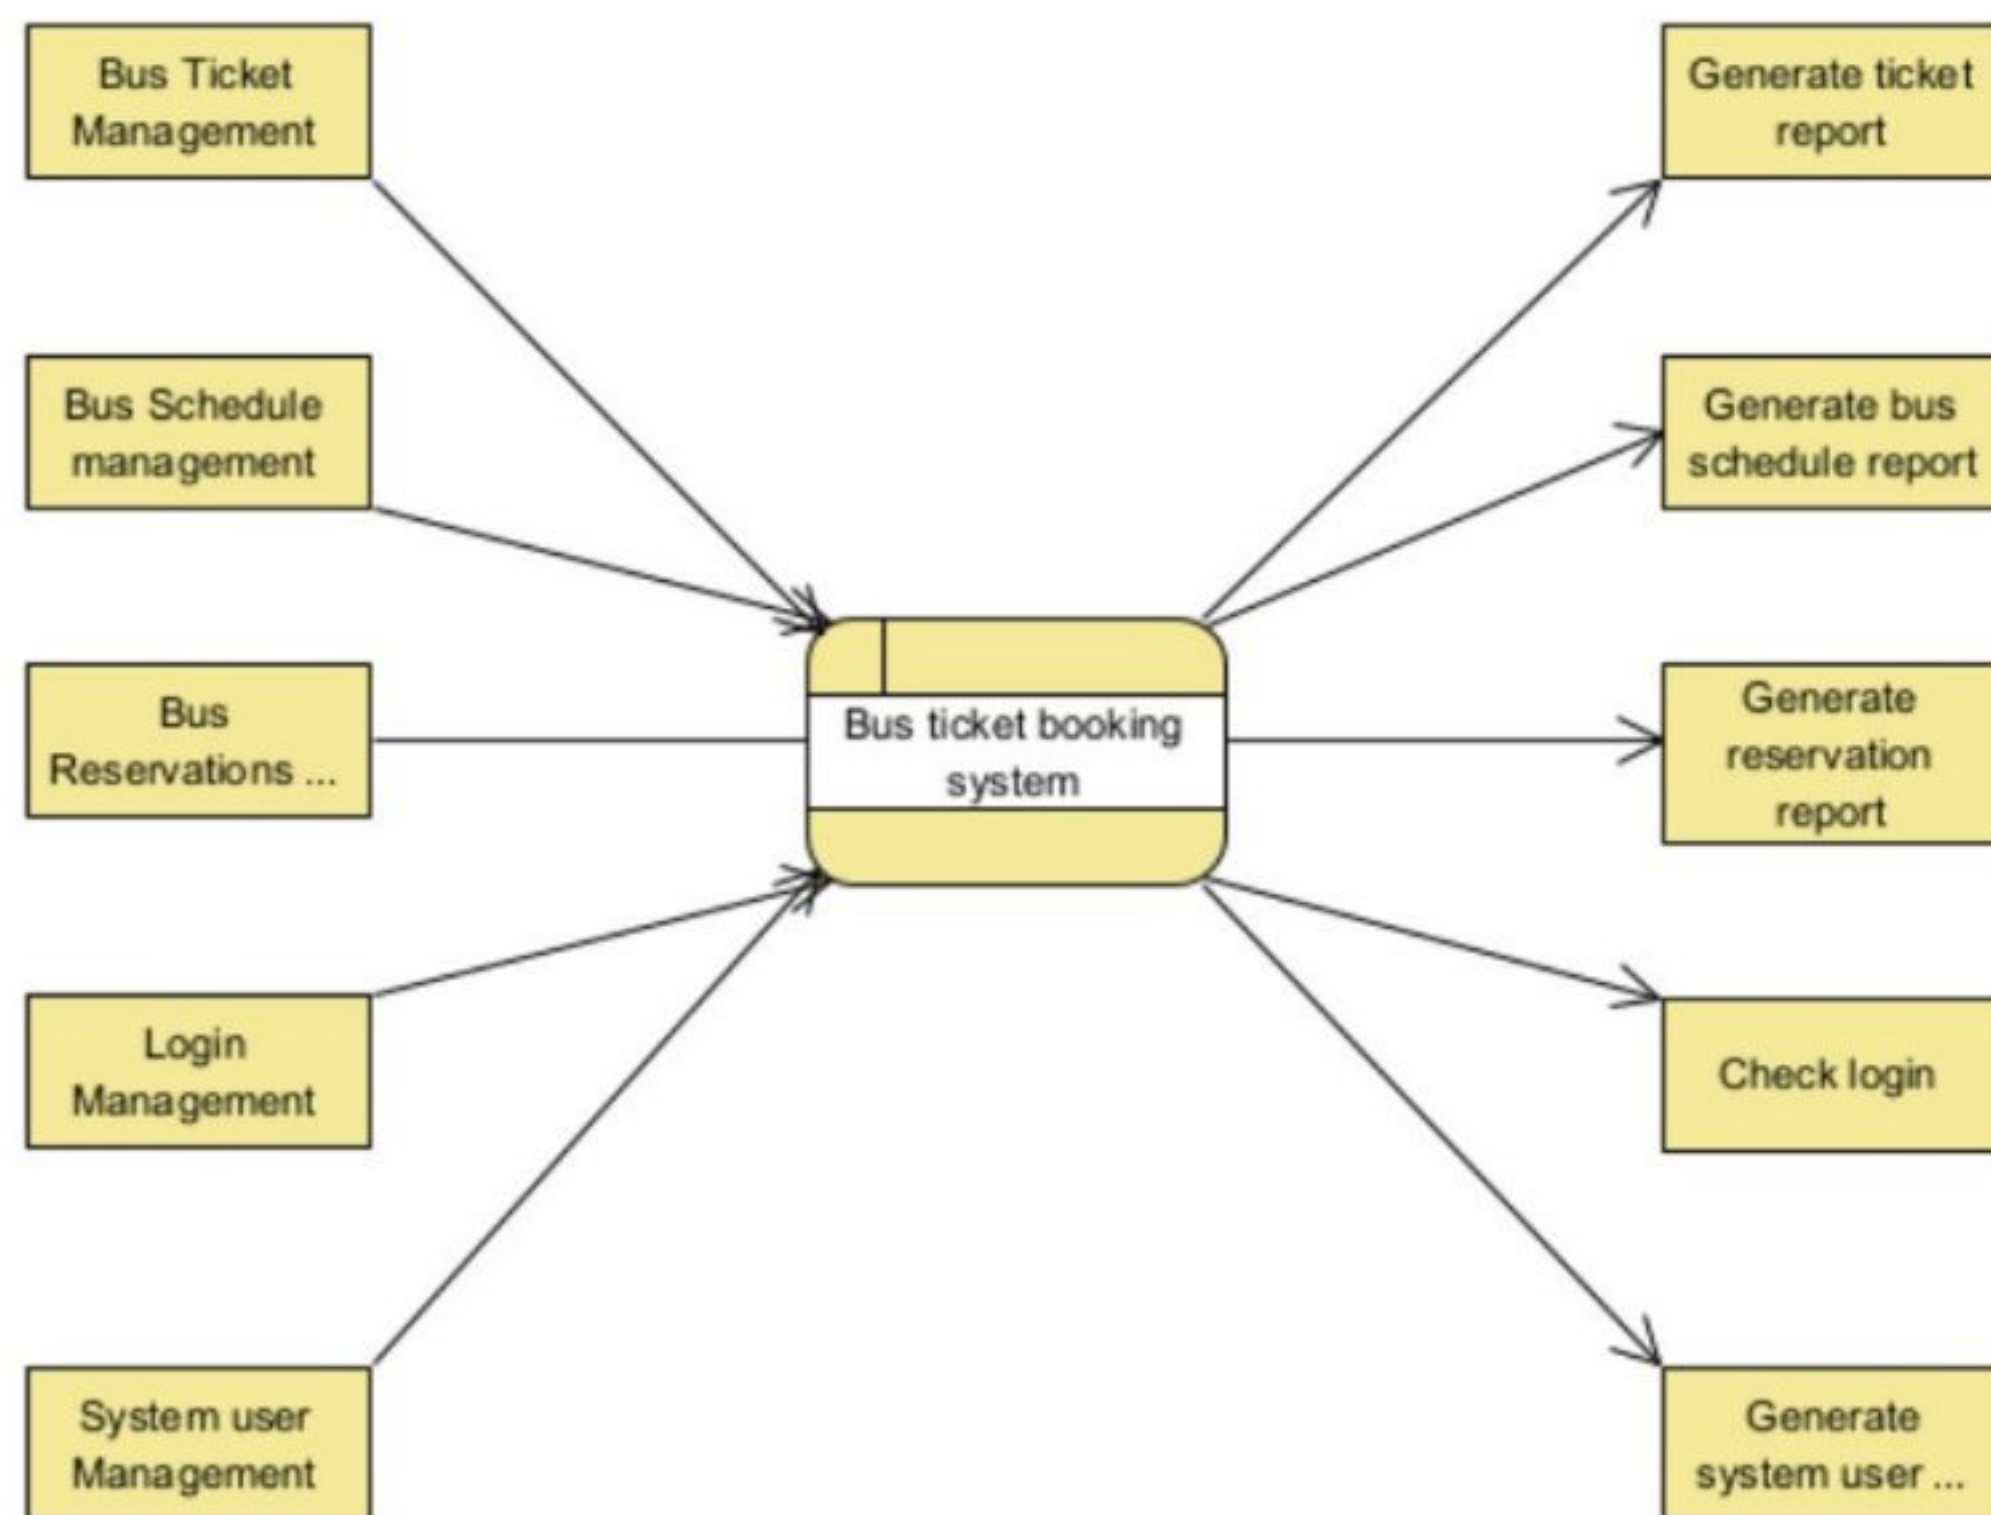 Bus Ticket
Management
Generate ticket
report
Bus Schedule
management
Generate bus
schedule report
Bus
Reservations ...
Bus ticket booking
system
Generate
reservation
report
Login
Management
Check login
System user
Management
Generate
system user ...